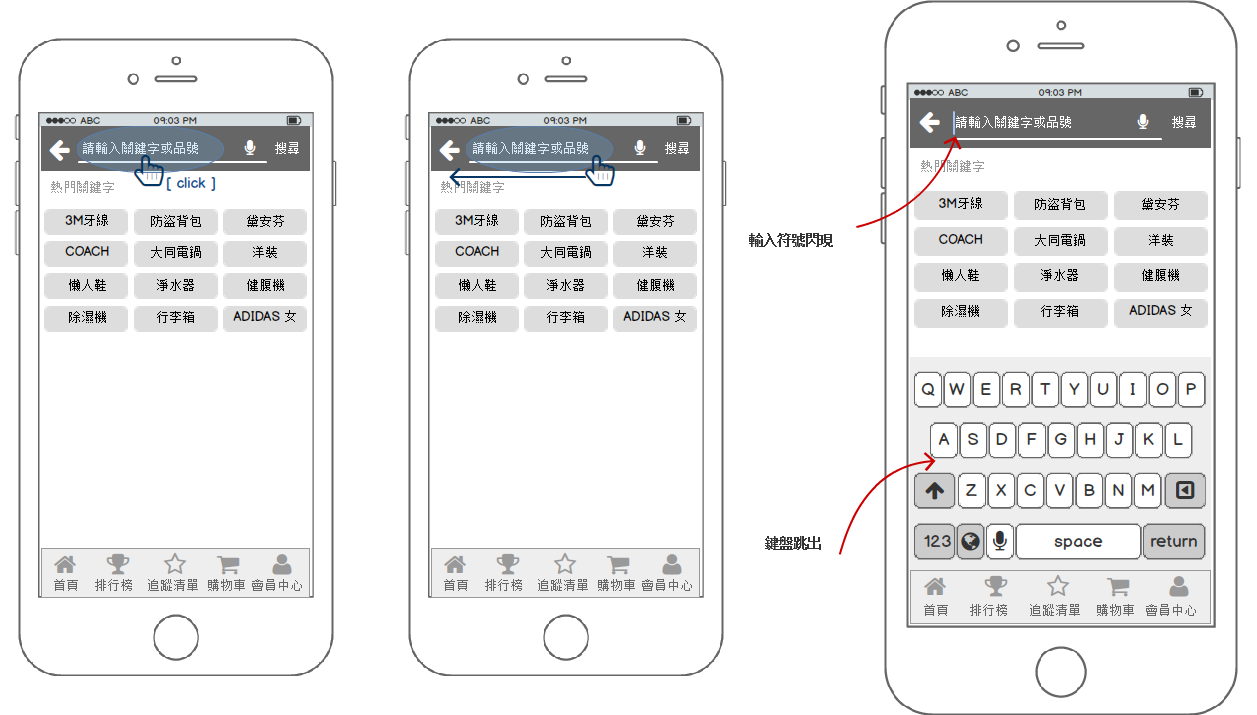 ABC 09:03 PM
請輸入關鍵字或品號 搜尋
[ click ]
熱門關鍵字
3M牙線 防盜背包 黛安芬
COACH 大同電鍋 洋裝
懶人鞋 淨水器 健腹機
除濕機 行李箱 ADIDAS 女
首頁 排行榜 追蹤清單 購物車 會員中心
ABC 09:03 PM
請輸入關鍵字或品號 搜尋
熱門關鍵字
3M牙線 防盜背包 黛安芬
COACH 大同電鍋 洋裝
懶人鞋 淨水器 健腹機
除濕機 行李箱 ADIDAS 女
首頁 排行榜 追蹤清單 購物車 會員中心
ABC 09:03 PM
請輸入關鍵字或品號 搜尋
熱門關鍵字
3M牙線 防盜背包 黛安芬
COACH 大同電鍋 洋裝
懶人鞋 淨水器 健腹機
除濕機 行李箱 ADIDAS 女
輸入符號閃現
Q W E R T Y U I O P
A S D F G H J K L
Z X C V B N M
鍵盤跳出
123 space return
首頁 排行榜 追蹤清單 購物車 會員中心